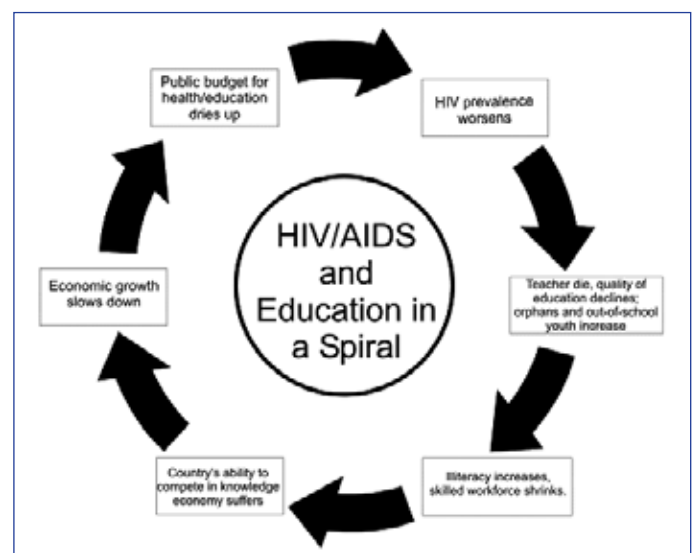 Public budget for
health/education
dries up
HIV prevalence
worsens
HIV/AIDS
and
Education in
a Spiral
Teacher die, quality of
education declines;
orphans and out-of-school
youth increase
Illiteracy increases,
skilled workforce shrinks.
Country's ability to
compete in knowledge
economy suffers
Economic growth
slows down